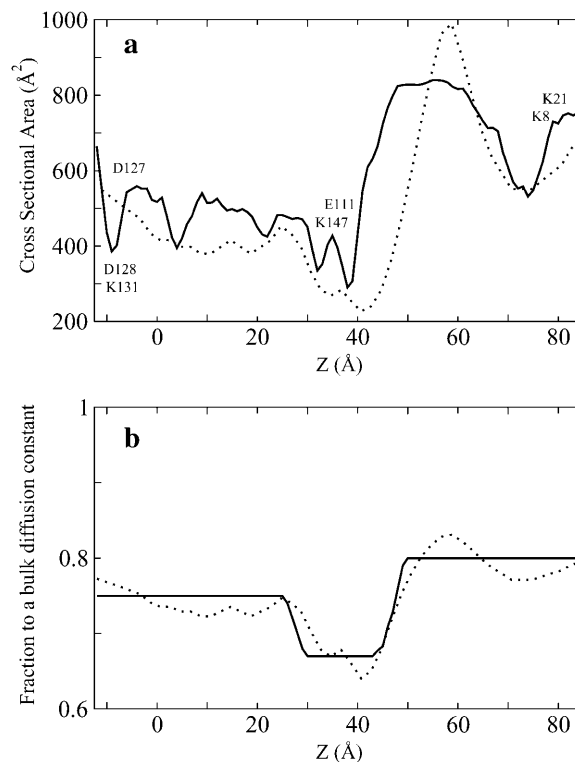 a
1000
800
600
400
200
Cross Sectional Area (Å²)
D127
D128
K131
E111
K147
K21
K8
0
20
40
60
80
Z (Å)
b
1
0.8
0.6
Fraction to a bulk diffusion constant
0
20
40
60
80
Z (Å)